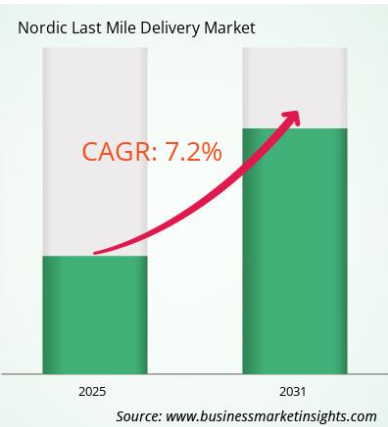 Nordic Last Mile Delivery Market
CAGR: 7.2%
2025 2031
Source: www.businessmarketinsights.com